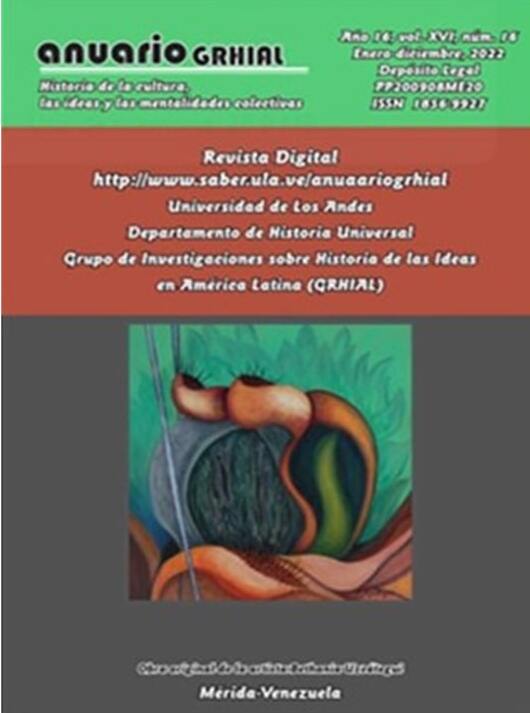 anuario GRHIAL
Historia de la cultura,
las ideas y las mentalidades colectivas
Año 16, vol. XVI, núm. 16
Enero-diciembre, 2022
Depósito Legal
PP200908ME20
ISSN 1856-9927
Revista Digital
http://www.saber.ula.ve/anuaariogrhial
Universidad de Los Andes
Departamento de Historia Universal
Grupo de Investigaciones sobre Historia de las Ideas
en América Latina (GRHIAL)
Obra original de la artista: Bethania Uzcátegui
Mérida-Venezuela